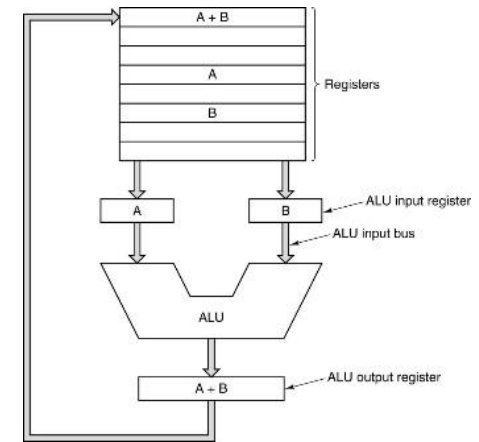 A + B
A
Registers
B
A
B
ALU input register
ALU input bus
ALU
A + B
ALU output register